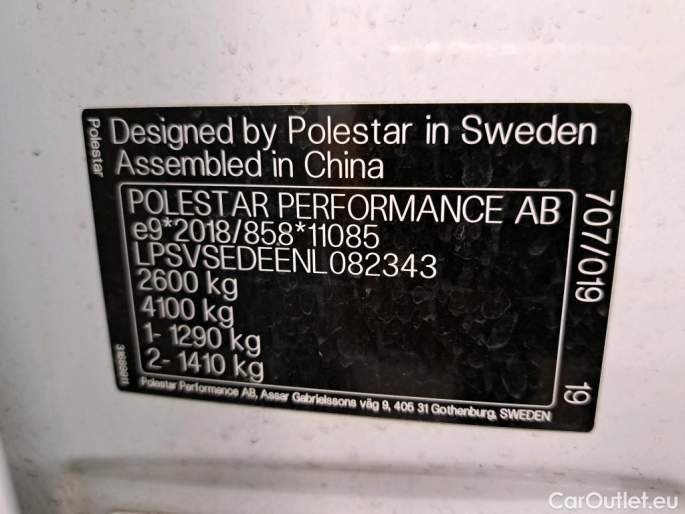 Polestar
Designed by Polestar in Sweden
Assembled in China
POLESTAR PERFORMANCE AB
e9*2018/858*11085
LPSVSEDEENL082343
2600 kg
4100 kg
1- 1290 kg
2- 1410 kg
Polestar Performance AB, Assar Gabrielssons väg 9, 405 31 Gothenburg, SWEDEN
707/019
19
CarOutlet.eu